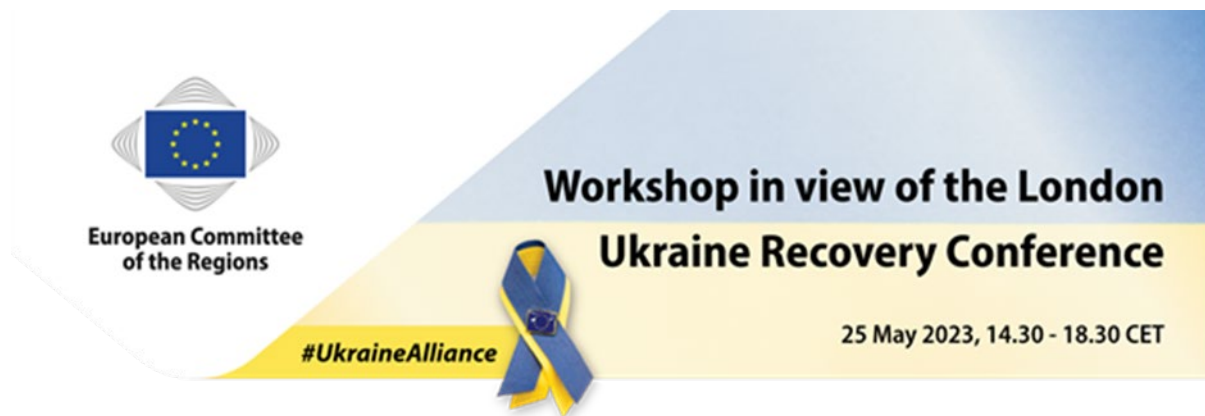 European Committee
of the Regions
Workshop in view of the London
Ukraine Recovery Conference
#UkraineAlliance
25 May 2023, 14.30 - 18.30 CET